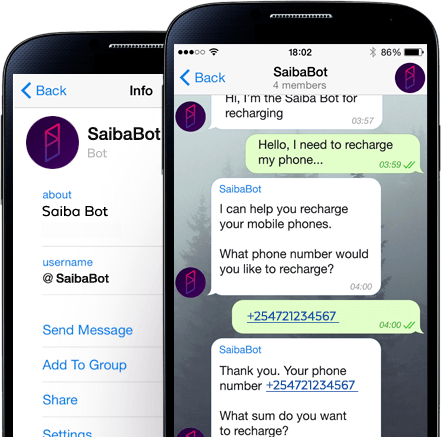 Back
Info
SaibaBot
Bot
about
Saiba Bot
username
@ SaibaBot
Send Message
Add To Group
Share
Settings
18:02
86%
Back
SaibaBot
4 members
Hi, I'm the Saiba Bot for
recharging
03:57
Hello, I need to recharge
my phone...
03:59
SaibaBot
I can help you recharge
your mobile phones.
What phone number would
you like to recharge?
04:00
+254721234567
04:00
SaibaBot
Thank you. Your phone
number +254721234567
What sum do you want
to recharge?